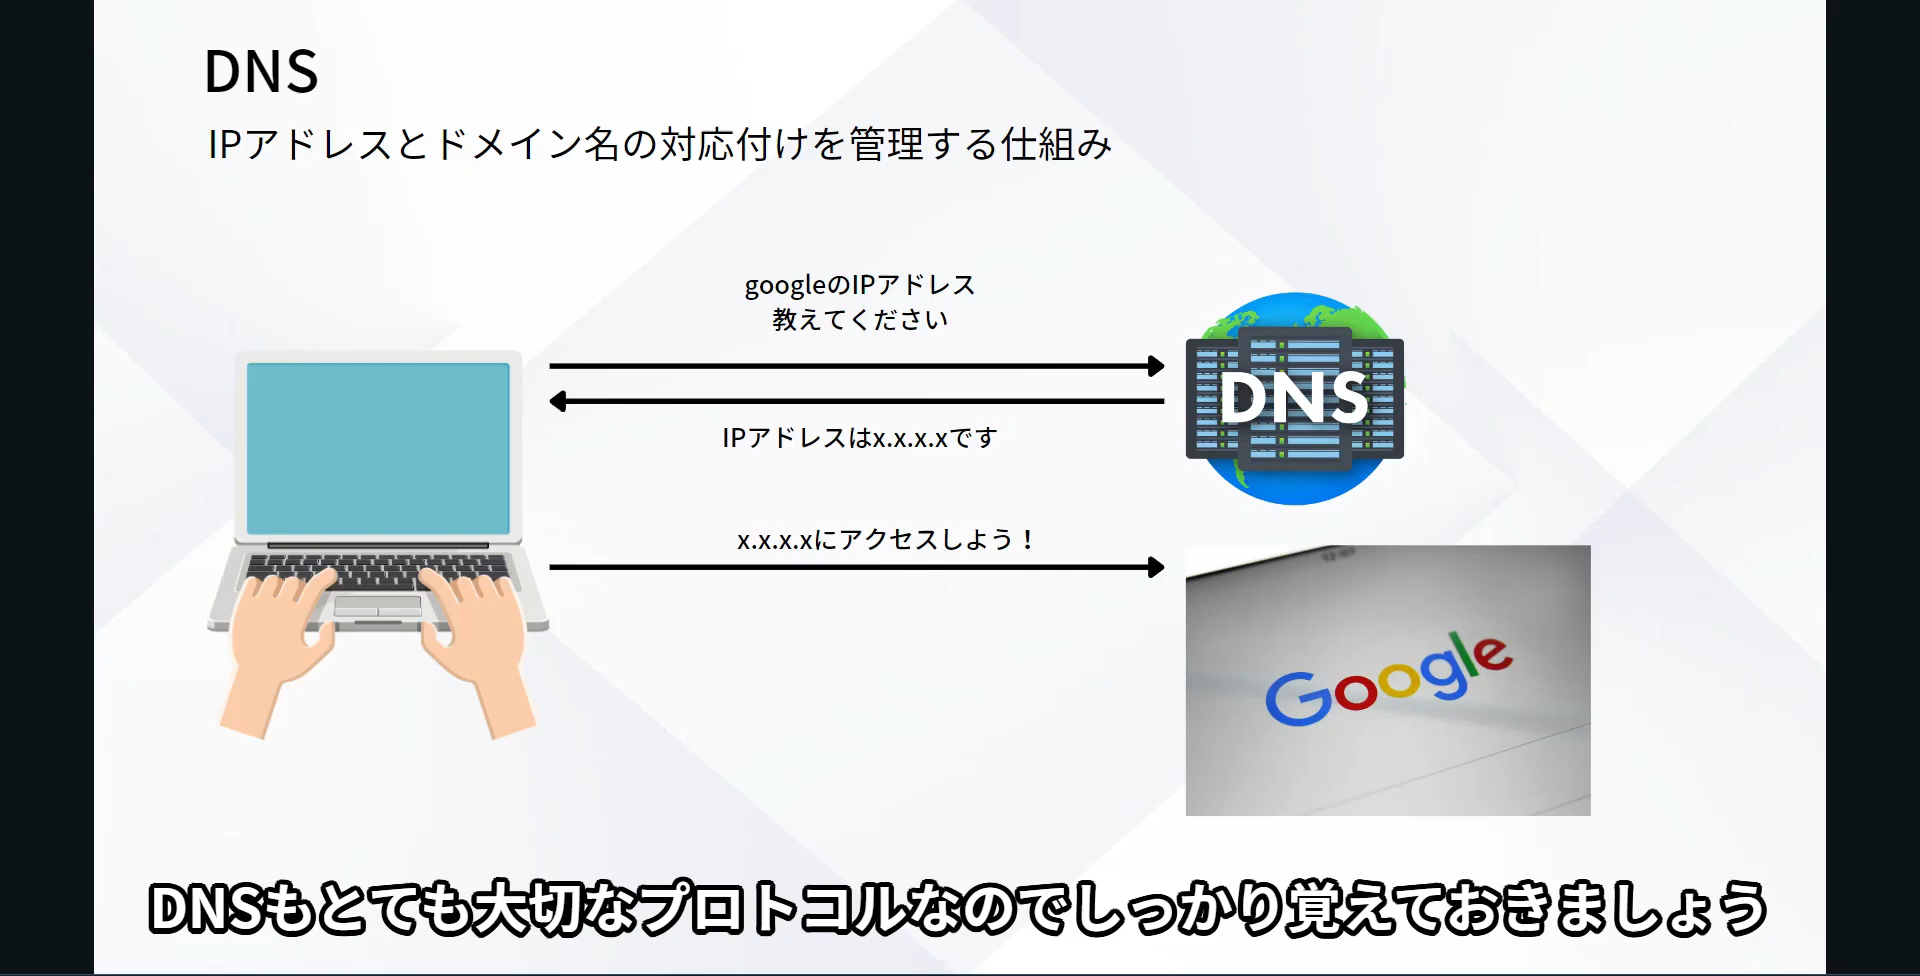 DNS
IPアドレスとドメイン名の対応付けを管理する仕組み
googleのIPアドレス
教えてください
DNS
IPアドレスはx.x.x.xです
x.x.x.xにアクセスしよう！
Google
DNSもとても大切なプロトコルなのでしっかり覚えておきましょう